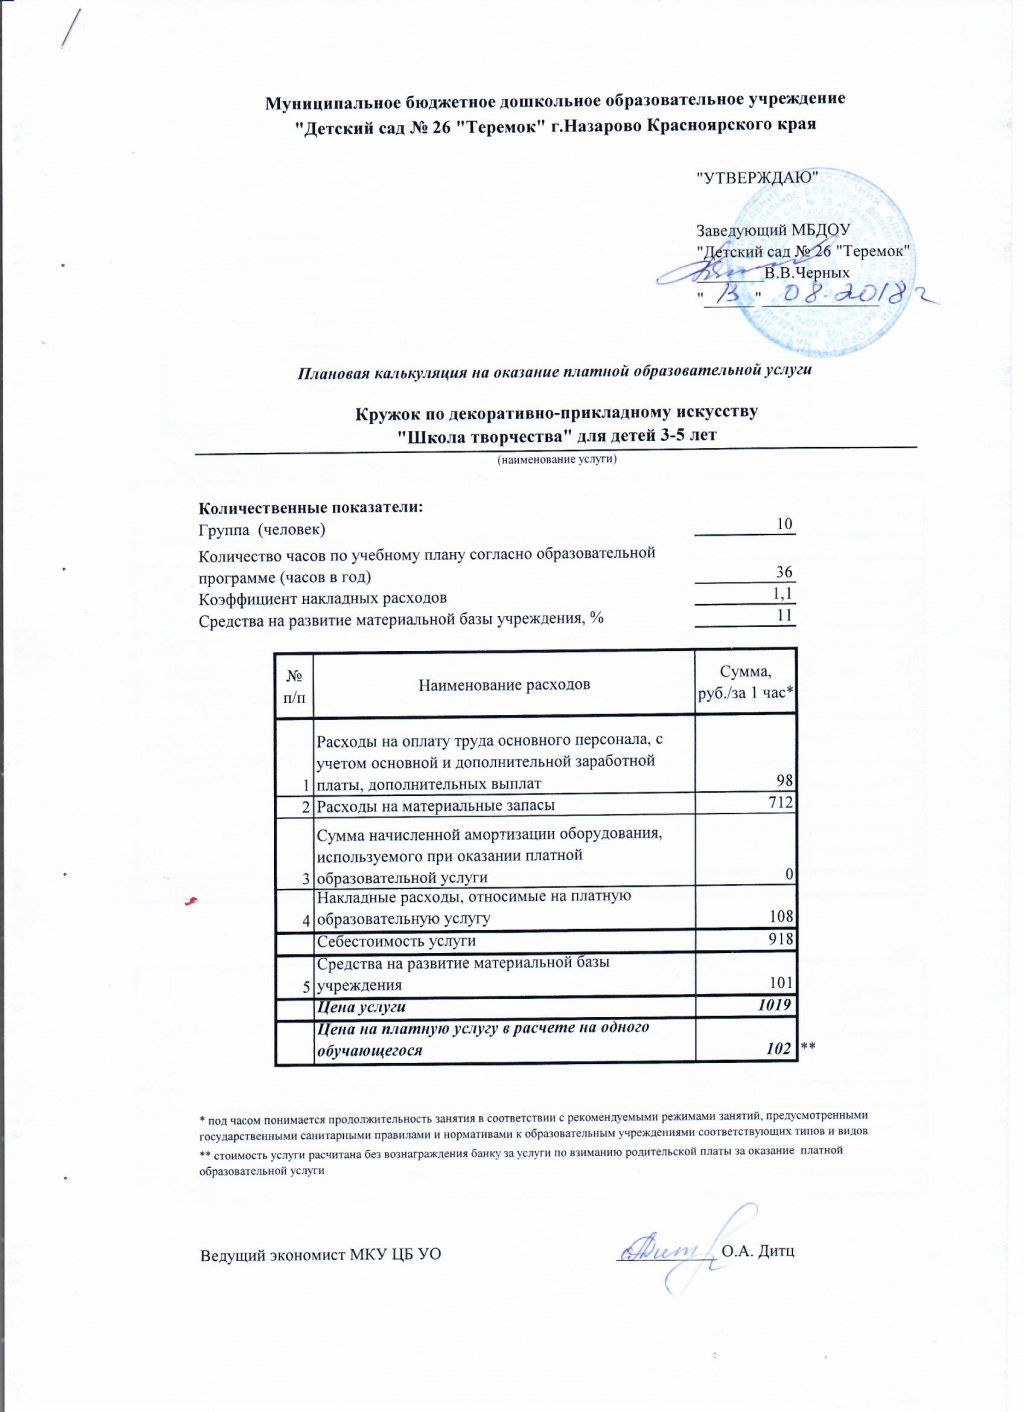 Муниципальное бюджетное дошкольное образовательное учреждение
"Детский сад № 26 "Теремок" г.Назарово Красноярского края
"УТВЕРЖДАЮ"
Заведующий МБДОУ
"Детский сад № 26 "Теремок"
В.В.Черных
" 13 " 08.2018г
Плановая калькуляция на оказание платной образовательной услуги
Кружок по декоративно-прикладному искусству
"Школа творчества" для детей 3-5 лет
(наименование услуги)
Количественные показатели:
Группа (человек) 10
Количество часов по учебному плану согласно образовательной
программе (часов в год) 36
Коэффициент накладных расходов 1,1
Средства на развитие материальной базы учреждения, % 11
№ Сумма,
п/п Наименование расходов руб./за 1 час*
Расходы на оплату труда основного персонала, с
учетом основной и дополнительной заработной
1 платы, дополнительных выплат 98
2 Расходы на материальные запасы 712
Сумма начисленной амортизации оборудования,
используемого при оказании платной
3 образовательной услуги 0
Накладные расходы, относимые на платную
4 образовательную услугу 108
Себестоимость услуги 918
Средства на развитие материальной базы
5 учреждения 101
Цена услуги 1019
Цена на платную услугу в расчете на одного
обучающегося 102 **
* под часом понимается продолжительность занятия в соответствии с рекомендуемыми режимами занятий, предусмотренными
государственными санитарными правилами и нормативами к образовательным учреждениями соответствующих типов и видов
** стоимость услуги расчитана без вознаграждения банку за услуги по взиманию родительской платы за оказание платной
образовательной услуги
Ведущий экономист МКУ ЦБ УО О.А. Дитц